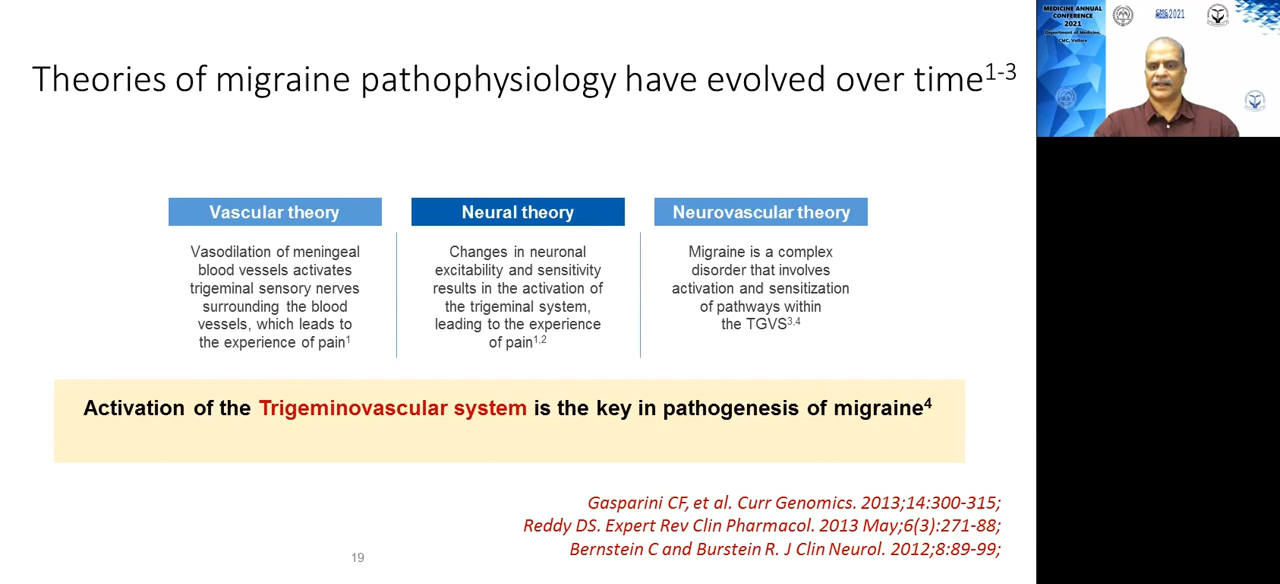 Theories of migraine pathophysiology have evolved over time1-3
Vascular theory
Vasodilation of meningeal
blood vessels activates
trigeminal sensory nerves
surrounding the blood
vessels, which leads to
the experience of pain1
Neural theory
Changes in neuronal
excitability and sensitivity
results in the activation of
the trigeminal system,
leading to the experience
of pain1,2
Neurovascular theory
Migraine is a complex
disorder that involves
activation and sensitization
of pathways within
the TGVS3,4
Activation of the Trigeminovascular system is the key in pathogenesis of migraine4
Gasparini CF, et al. Curr Genomics. 2013;14:300-315;
Reddy DS. Expert Rev Clin Pharmacol. 2013 May;6(3):271-88;
Bernstein C and Burstein R. J Clin Neurol. 2012;8:89-99;
19
MEDICINE ANNUAL
CONFERENCE
2021
Department of Medicine,
CMC, Vellore
2021